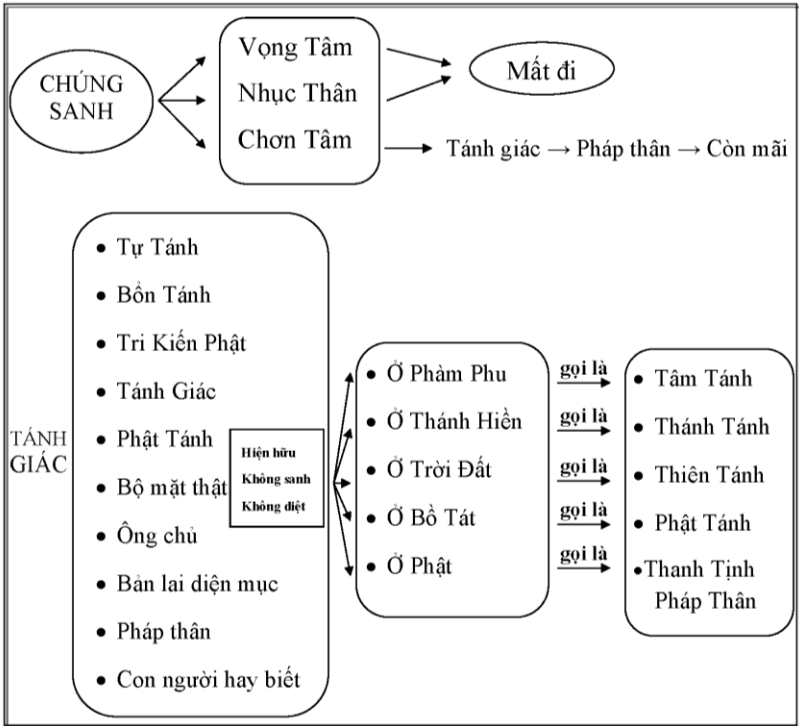 CHÚNG
SANH
Vọng Tâm
Nhục Thân
Chơn Tâm
Mất đi
Tánh giác → Pháp thân → Còn mãi
TÁNH
GIÁC
• Tự Tánh
• Bổn Tánh
• Tri Kiến Phật
• Tánh Giác
• Phật Tánh
• Bộ mặt thật
• Ông chủ
• Bản lai diện mục
• Pháp thân
• Con người hay biết
Hiện hữu
Không sanh
Không diệt
• Ở Phàm Phu
gọi là
• Tâm Tánh
• Ở Thánh Hiền
gọi là
• Thánh Tánh
• Ở Trời Đất
gọi là
• Thiên Tánh
• Ở Bồ Tát
gọi là
• Phật Tánh
• Ở Phật
gọi là
•Thanh Tịnh
Pháp Thân